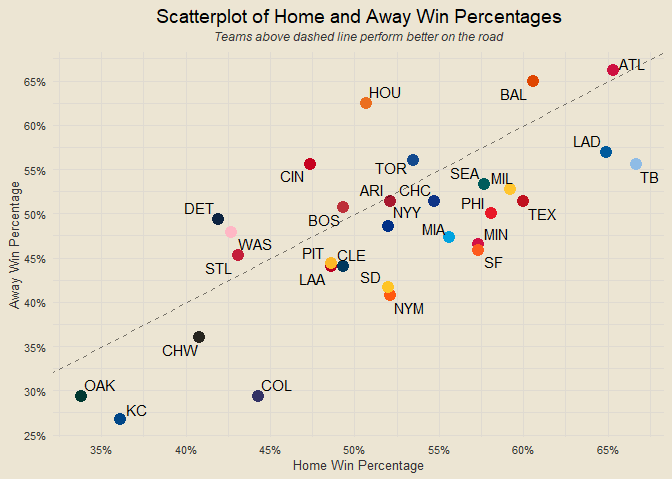 Scatterplot of Home and Away Win Percentages
Teams above dashed line perform better on the road
65%
60%
55%
50%
45%
40%
35%
30%
25%
Away Win Percentage
ATL
BAL
HOU
LAD
TOR
CIN
SEA
MIL
TB
ARI
CHC
PHI
TEX
DET
BOS
NYY
WAS
MIA
MIN
STL
PIT
CLE
SF
LAA
SD
NYM
CHW
OAK
COL
KC
35%
40%
45%
50%
55%
60%
65%
Home Win Percentage